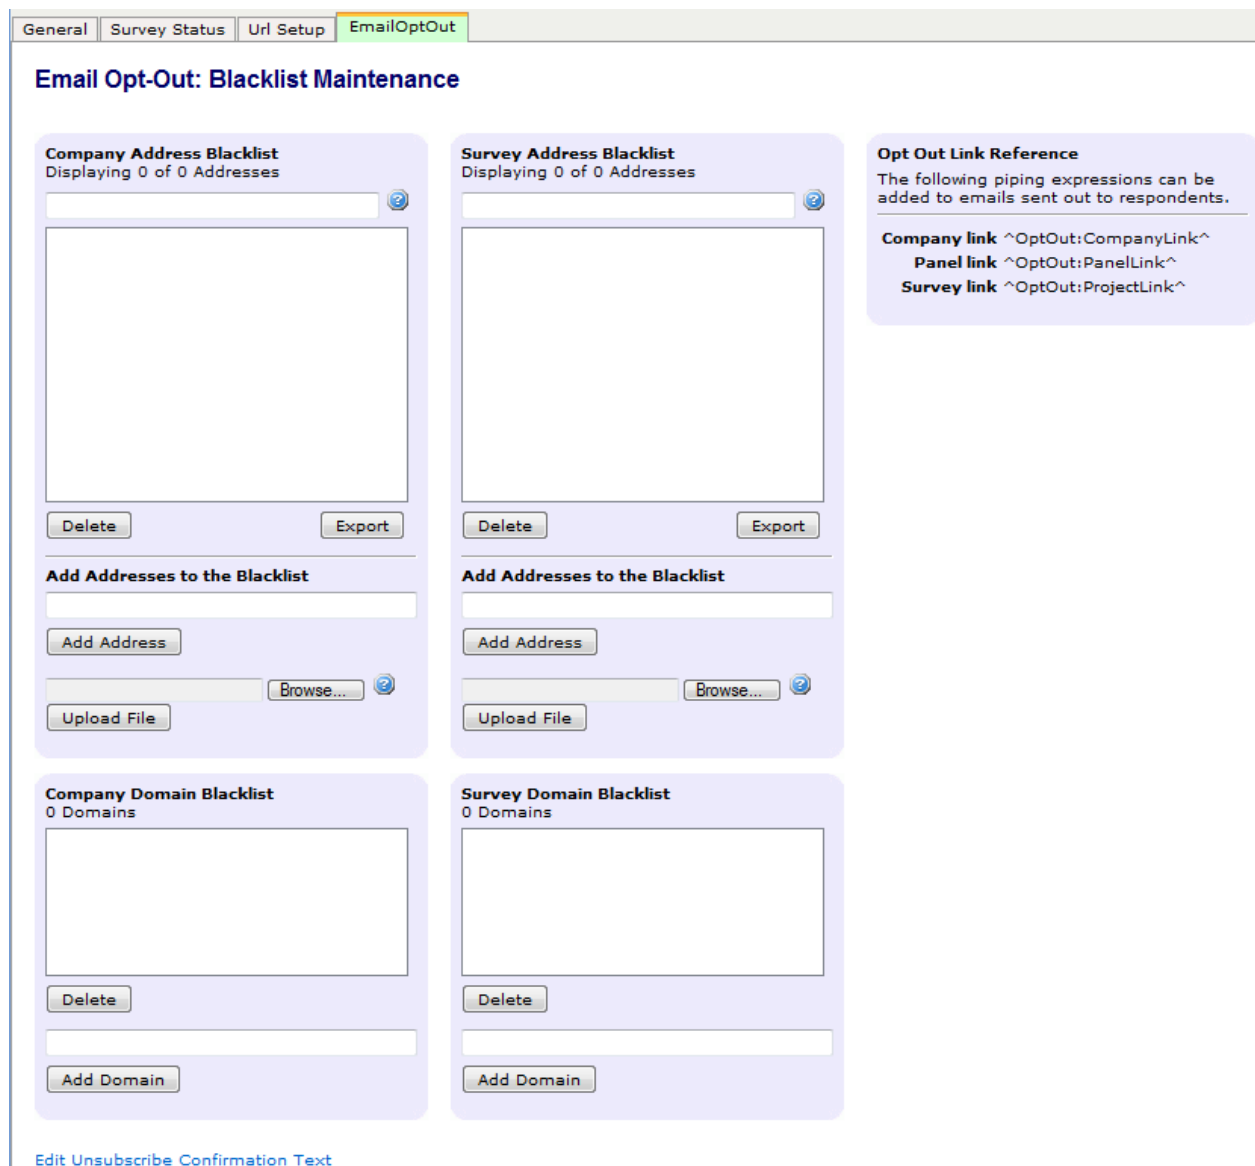 General Survey Status Url Setup EmailOptOut
Email Opt-Out: Blacklist Maintenance
Company Address Blacklist
Displaying 0 of 0 Addresses
?
Delete Export
Add Addresses to the Blacklist
Add Address
Browse... ?
Upload File
Survey Address Blacklist
Displaying 0 of 0 Addresses
?
Delete Export
Add Addresses to the Blacklist
Add Address
Browse... ?
Upload File
Opt Out Link Reference
The following piping expressions can be
added to emails sent out to respondents.
Company link ^OptOut:CompanyLink^
Panel link ^OptOut:PanelLink^
Survey link ^OptOut:ProjectLink^
Company Domain Blacklist
0 Domains
Delete
Add Domain
Survey Domain Blacklist
0 Domains
Delete
Add Domain
Edit Unsubscribe Confirmation Text